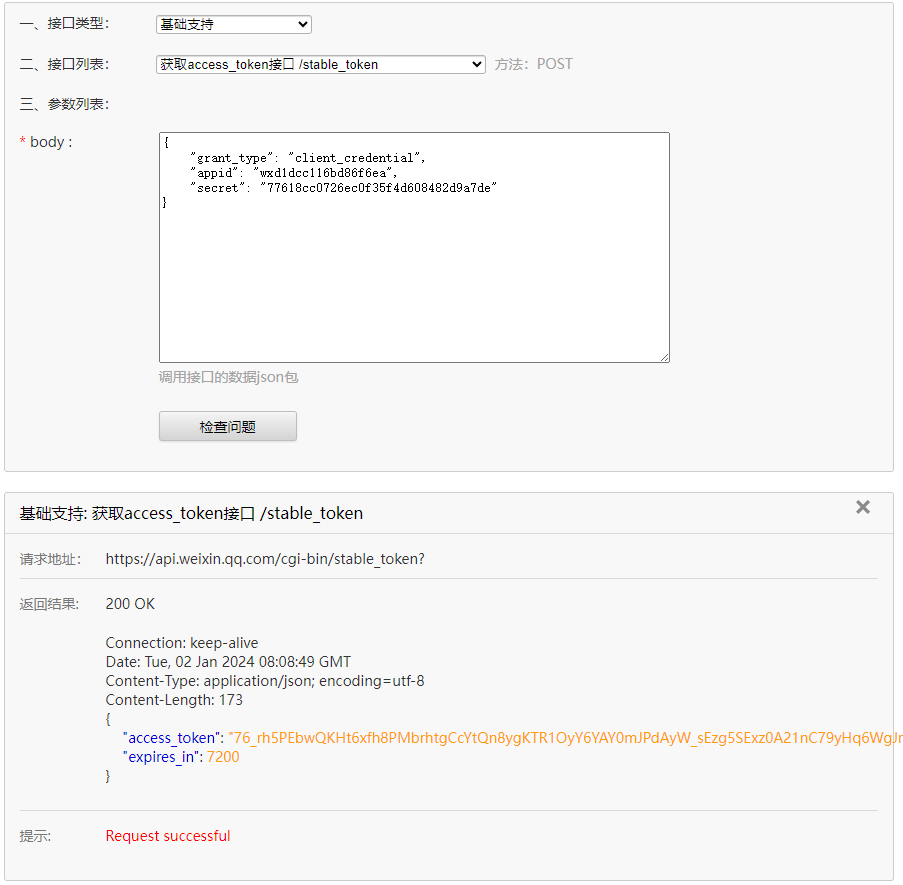 一、接口类型： 基础支持
二、接口列表： 获取access_token接口 /stable_token 方法：POST
三、参数列表：
* body :
{
"grant_type": "client_credential",
"appid": "wxd1dcc116bd86f6ea",
"secret": "77618cc0726ec0f35f4d608482d9a7de"
}
调用接口的数据json包
检查问题
基础支持: 获取access_token接口 /stable_token
请求地址: https://api.weixin.qq.com/cgi-bin/stable_token?
返回结果: 200 OK
Connection: keep-alive
Date: Tue, 02 Jan 2024 08:08:49 GMT
Content-Type: application/json; encoding=utf-8
Content-Length: 173
{
"access_token": "76_rh5PEbwQKHt6xfh8PMbrhtgCcYtQn8ygKTR1OyY6YAY0mJPdAyW_sEzg5SExz0A21nC79yHq6WgJr
"expires_in": 7200
}
提示: Request successful